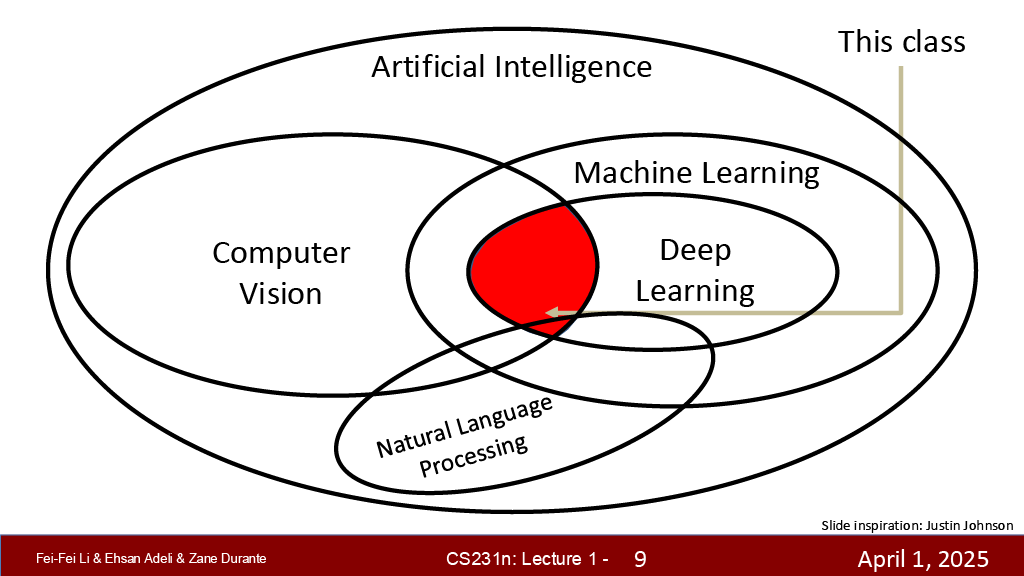 This class
Artificial Intelligence
Machine Learning
Computer
Vision
Deep
Learning
Natural Language
Processing
Slide inspiration: Justin Johnson
Fei-Fei Li & Ehsan Adeli & Zane Durante
CS231n: Lecture 1 - 9
April 1, 2025